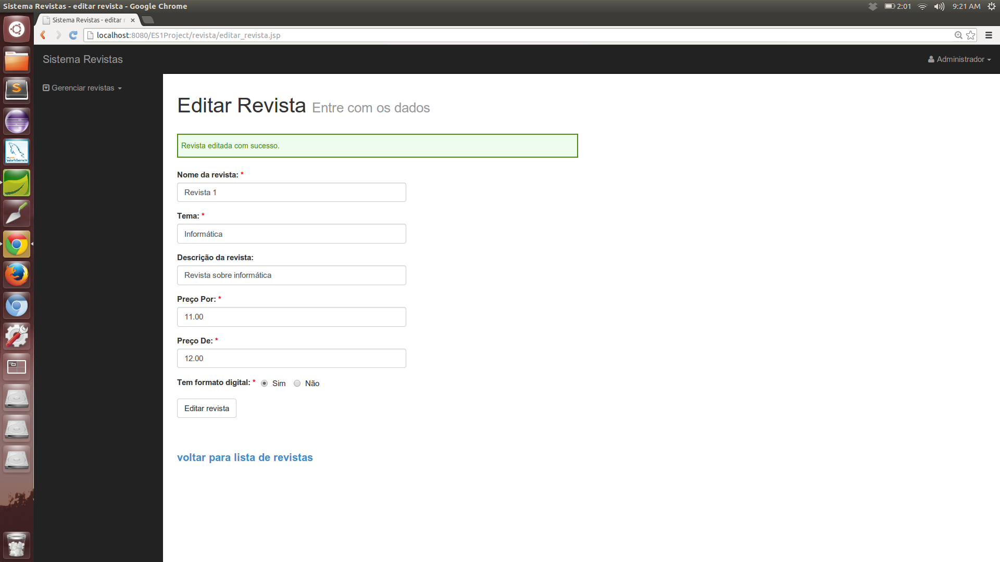 Sistema Revistas - editar revista - Google Chrome
2:01
9:21 AM
Sistema Revistas - editar r
localhost:8080/ES1Project/revista/editar_revista.jsp
Sistema Revistas
Administrador
Gerenciar revistas
Editar Revista Entre com os dados
Revista editada com sucesso.
Nome da revista: *
Revista 1
Tema: *
Informática
Descrição da revista:
Revista sobre informática
Preço Por: *
11.00
Preço De: *
12.00
Tem formato digital: * Sim Não
Editar revista
voltar para lista de revistas